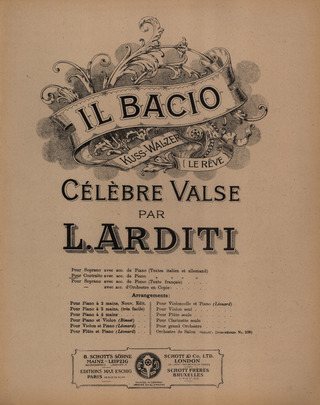 IL BACIO
KUSS-WALZER
(LE RÊVE)
CÉLÈBRE VALSE
PAR
L. ARDITI
Pour Soprano avec acc. de Piano (Textes italien et allemand)
Pour Contralto avec acc. de Piano
Pour Soprano avec acc. de Piano (Texte français)
— avec acc. d'Orchestre en Copie
Arrangements:
Pour Piano à 2 mains, Nouv. Edit.
Pour Piano à 2 mains (très facile)
Pour Piano à 4 mains
Pour Piano et Violon
Pour Violon et Piano (Léonard)
Pour Flûte et Piano (Léonard)
Pour Violoncelle et Piano (Léonard)
Pour Violon seul
Pour Flûte seule
Pour Clarinette seule
Pour grand Orchestre
Orchestre de Salon
B. SCHOTT'S SÖHNE
MAINZ-LEIPZIG
EDITIONS MAX ESCHIG
PARIS
SCHOTT & CO. LTD.
LONDON
SCHOTT FRÈRES
BRUXELLES